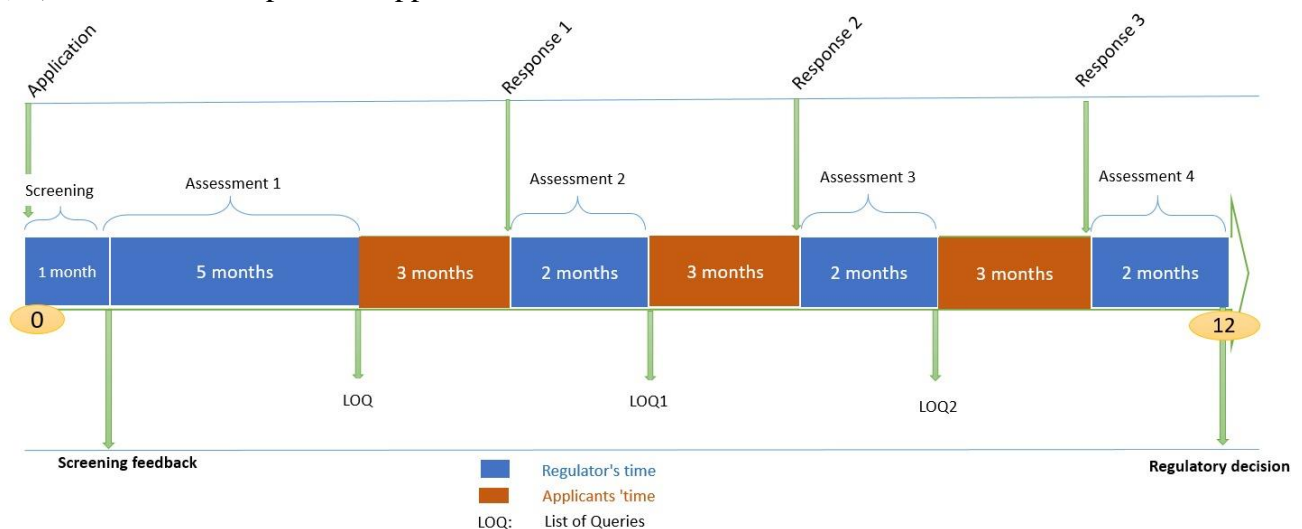 Application
Response 1
Response 2
Response 3
Screening
Assessment 1
Assessment 2
Assessment 3
Assessment 4
1 month
5 months
3 months
2 months
3 months
2 months
3 months
2 months
0
12
LOQ
LOQ1
LOQ2
Screening feedback
Regulatory decision
Regulator's time
Applicants 'time
LOQ: List of Queries